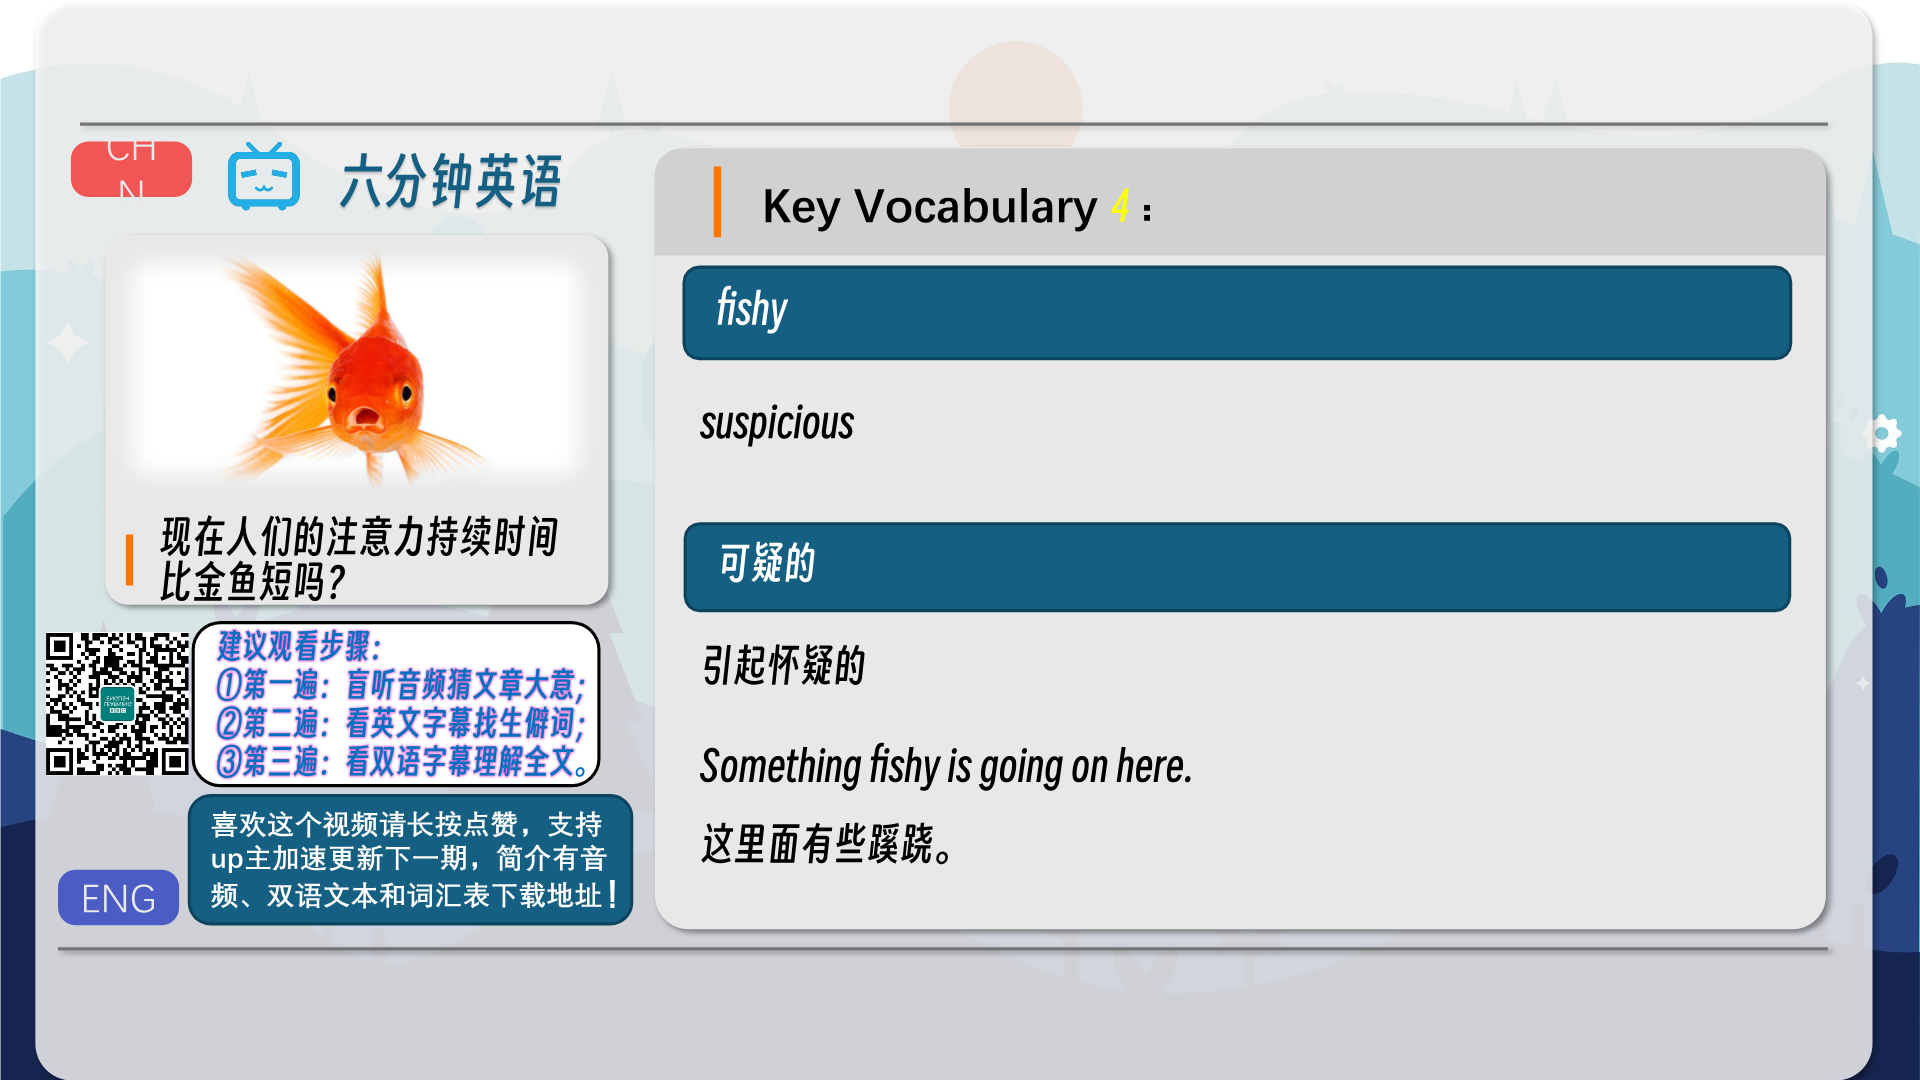 CH
N
六分钟英语
现在人们的注意力持续时间
比金鱼短吗？
建议观看步骤：
①第一遍：盲听音频猜文章大意；
②第二遍：看英文字幕找生僻词；
③第三遍：看双语字幕理解全文。
喜欢这个视频请长按点赞，支持
up主加速更新下一期，简介有音
频、双语文本和词汇表下载地址！
ENG
Key Vocabulary 4：
fishy
suspicious
可疑的
引起怀疑的
Something fishy is going on here.
这里面有些蹊跷。